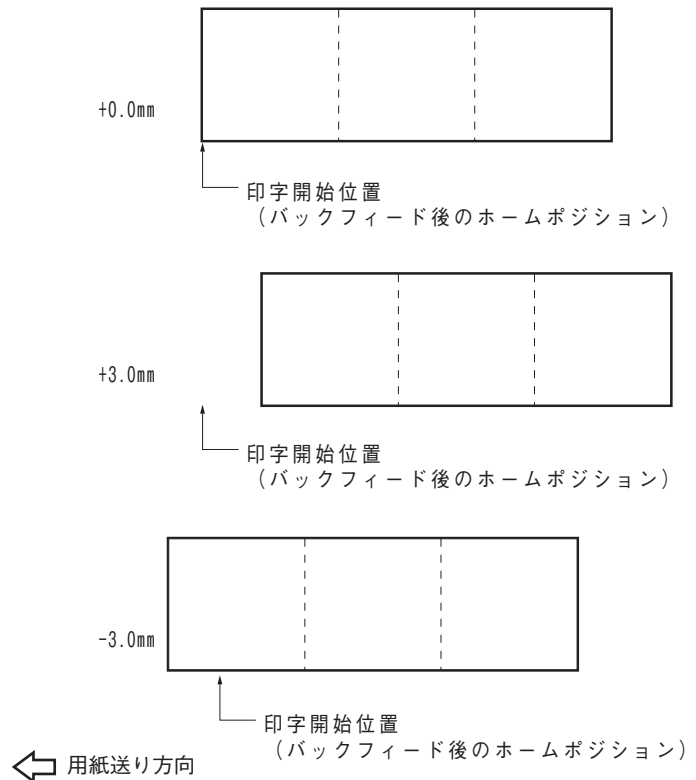 +0.0mm
印字開始位置
（バックフィード後のホームポジション）
+3.0mm
印字開始位置
（バックフィード後のホームポジション）
-3.0mm
印字開始位置
（バックフィード後のホームポジション）
用紙送り方向